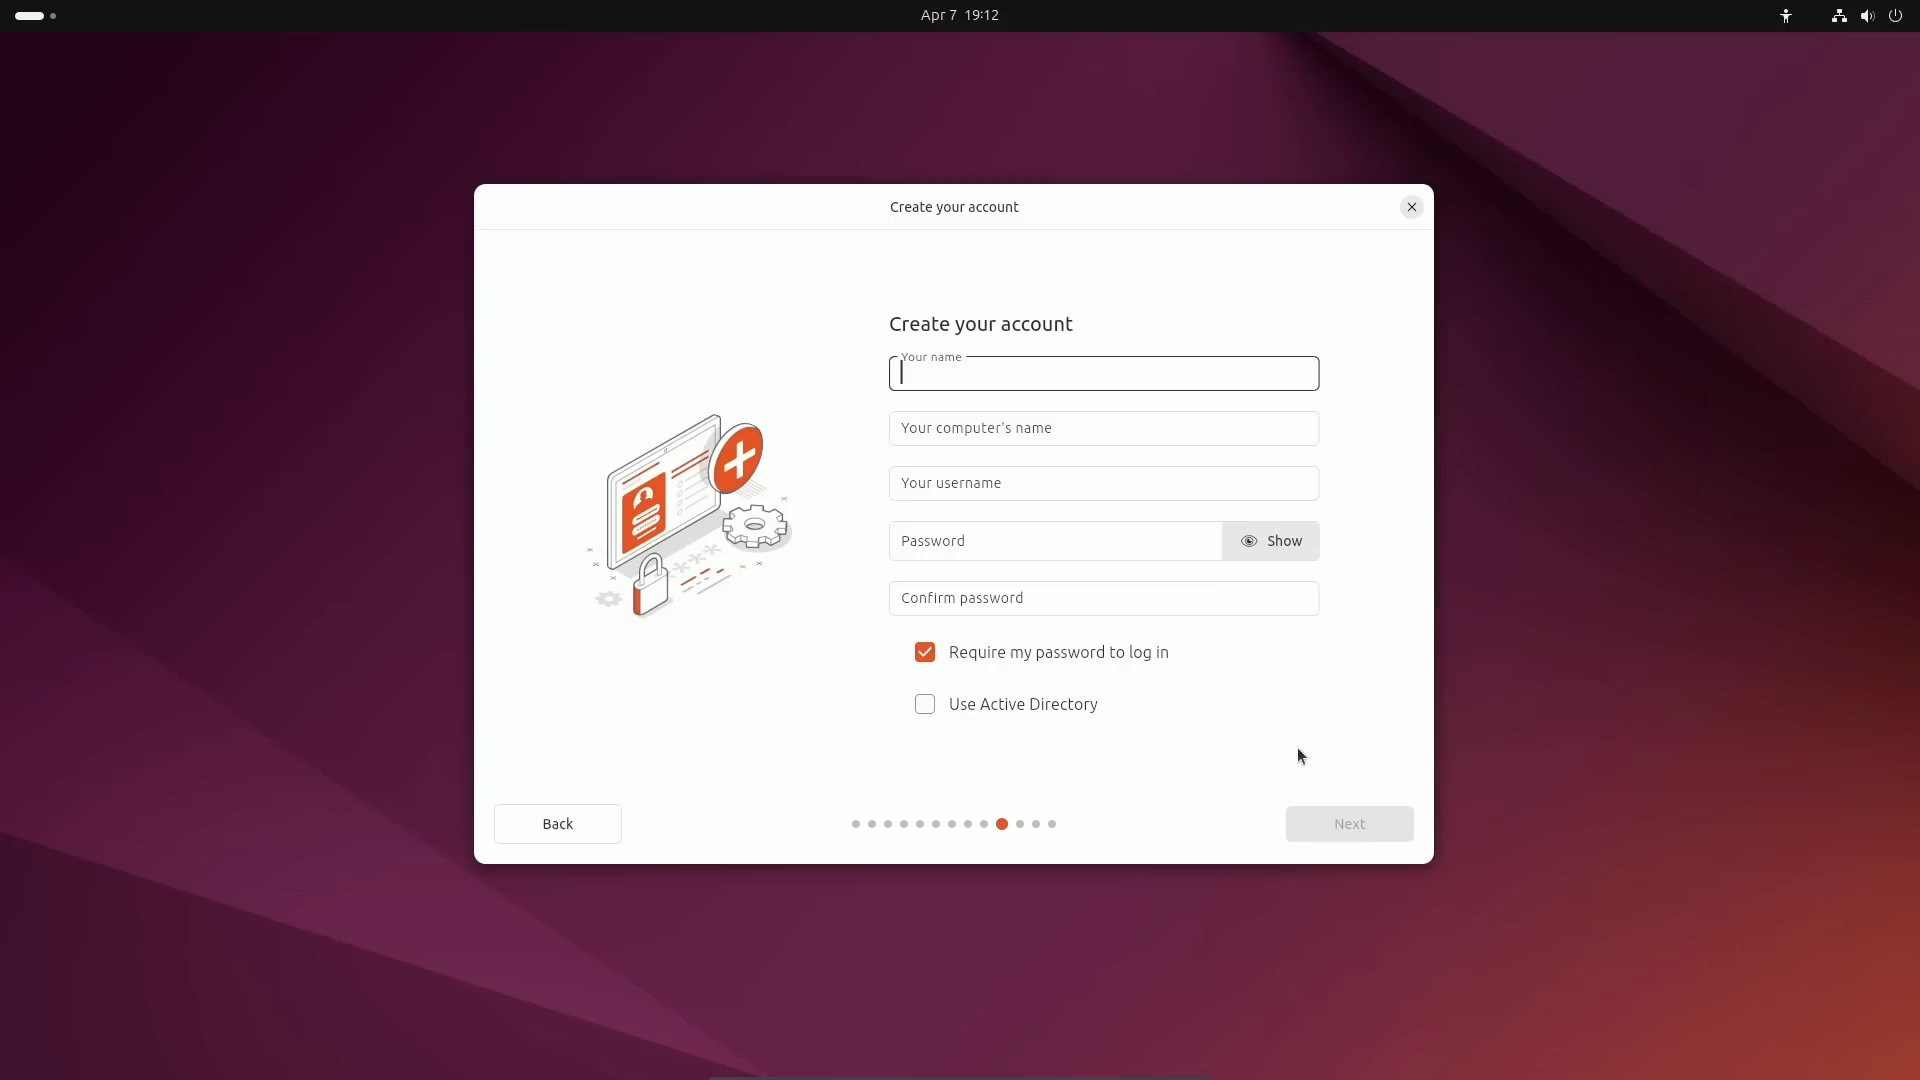 Apr 7 19:12
Create your account
Create your account
Your name
Your computer's name
Your username
Password
Show
Confirm password
Require my password to log in
Use Active Directory
Back
Next